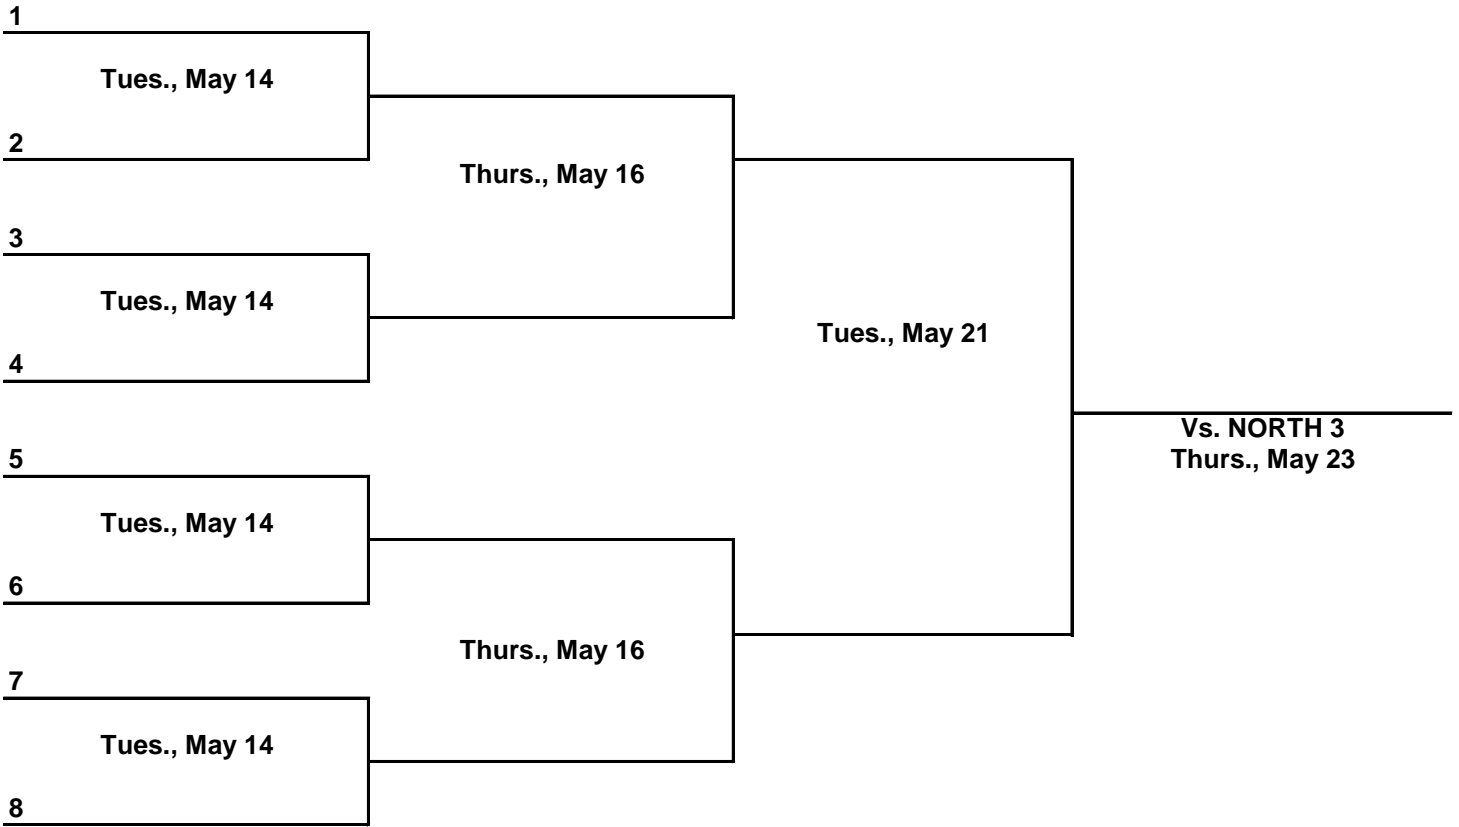 1
Tues., May 14
2
Thurs., May 16
3
Tues., May 14
Tues., May 21
4
Vs. NORTH 3
Thurs., May 23
5
Tues., May 14
6
Thurs., May 16
7
Tues., May 14
8